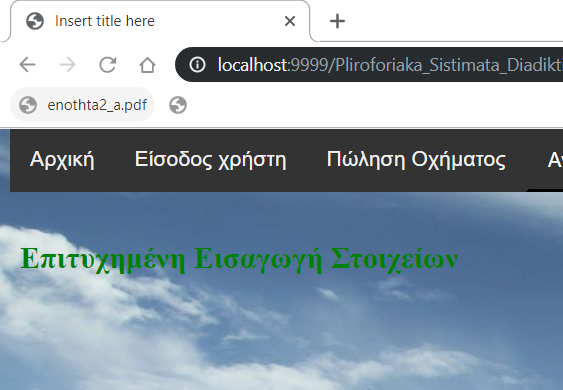 Insert title here
localhost:9999/Pliroforiaka_Sistimata_Diadikt
enothta2_a.pdf
Αρχική Είσοδος χρήστη Πώληση Οχήματος
Επιτυχημένη Εισαγωγή Στοιχείων